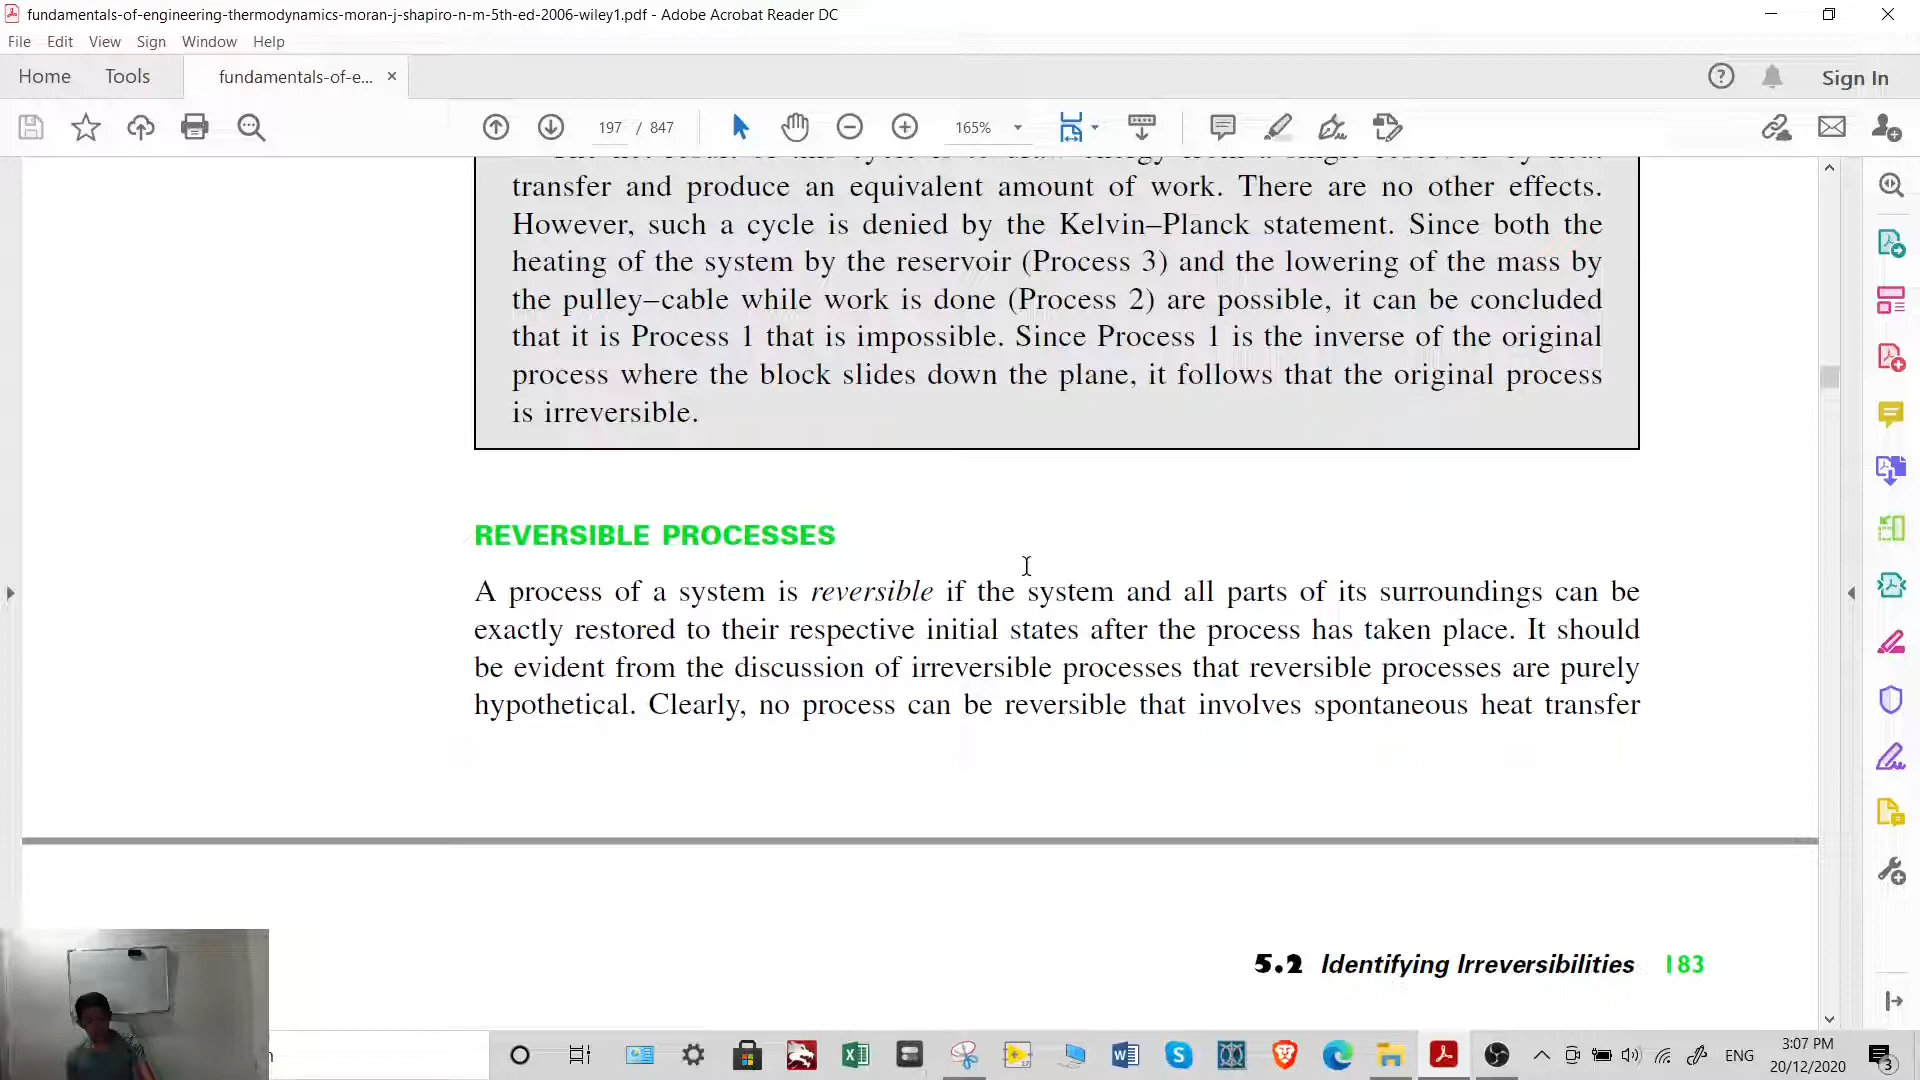 fundamentals-of-engineering-thermodynamics-moran-j-shapiro-n-m-5th-ed-2006-wiley1.pdf - Adobe Acrobat Reader DC
File Edit View Sign Window Help
Home Tools fundamentals-of-e... × Sign In
197 / 847 165%
transfer and produce an equivalent amount of work. There are no other effects.
However, such a cycle is denied by the Kelvin–Planck statement. Since both the
heating of the system by the reservoir (Process 3) and the lowering of the mass by
the pulley–cable while work is done (Process 2) are possible, it can be concluded
that it is Process 1 that is impossible. Since Process 1 is the inverse of the original
process where the block slides down the plane, it follows that the original process
is irreversible.
REVERSIBLE PROCESSES
A process of a system is reversible if the system and all parts of its surroundings can be
exactly restored to their respective initial states after the process has taken place. It should
be evident from the discussion of irreversible processes that reversible processes are purely
hypothetical. Clearly, no process can be reversible that involves spontaneous heat transfer
5.2 Identifying Irreversibilities 183
ENG
3:07 PM
20/12/2020
3